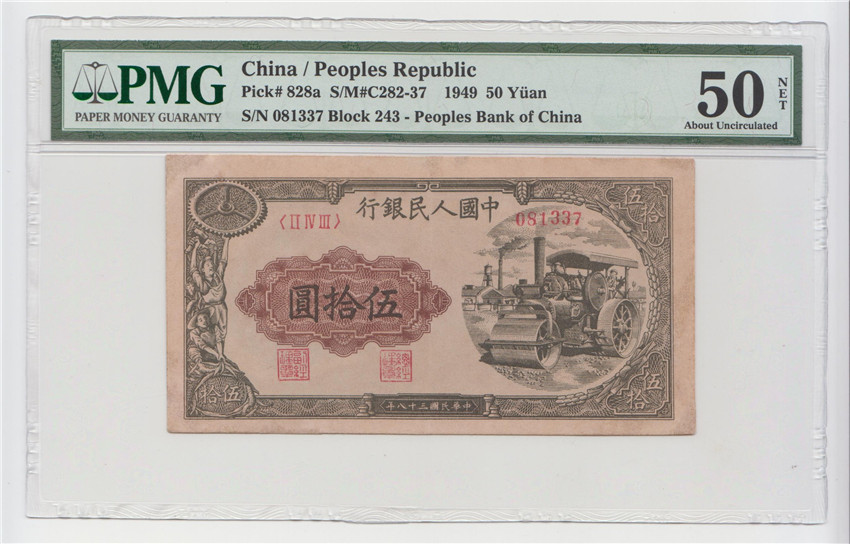 PMG
PAPER MONEY GUARANTY
China / Peoples Republic
Pick# 828a S/M#C282-37 1949 50 Yüan
S/N 081337 Block 243 - Peoples Bank of China
50 NET
About Uncirculated
行銀民人國中
〈II IV III〉
081337
拾伍
圓拾伍
拾伍
伍拾
年八十三國民華中